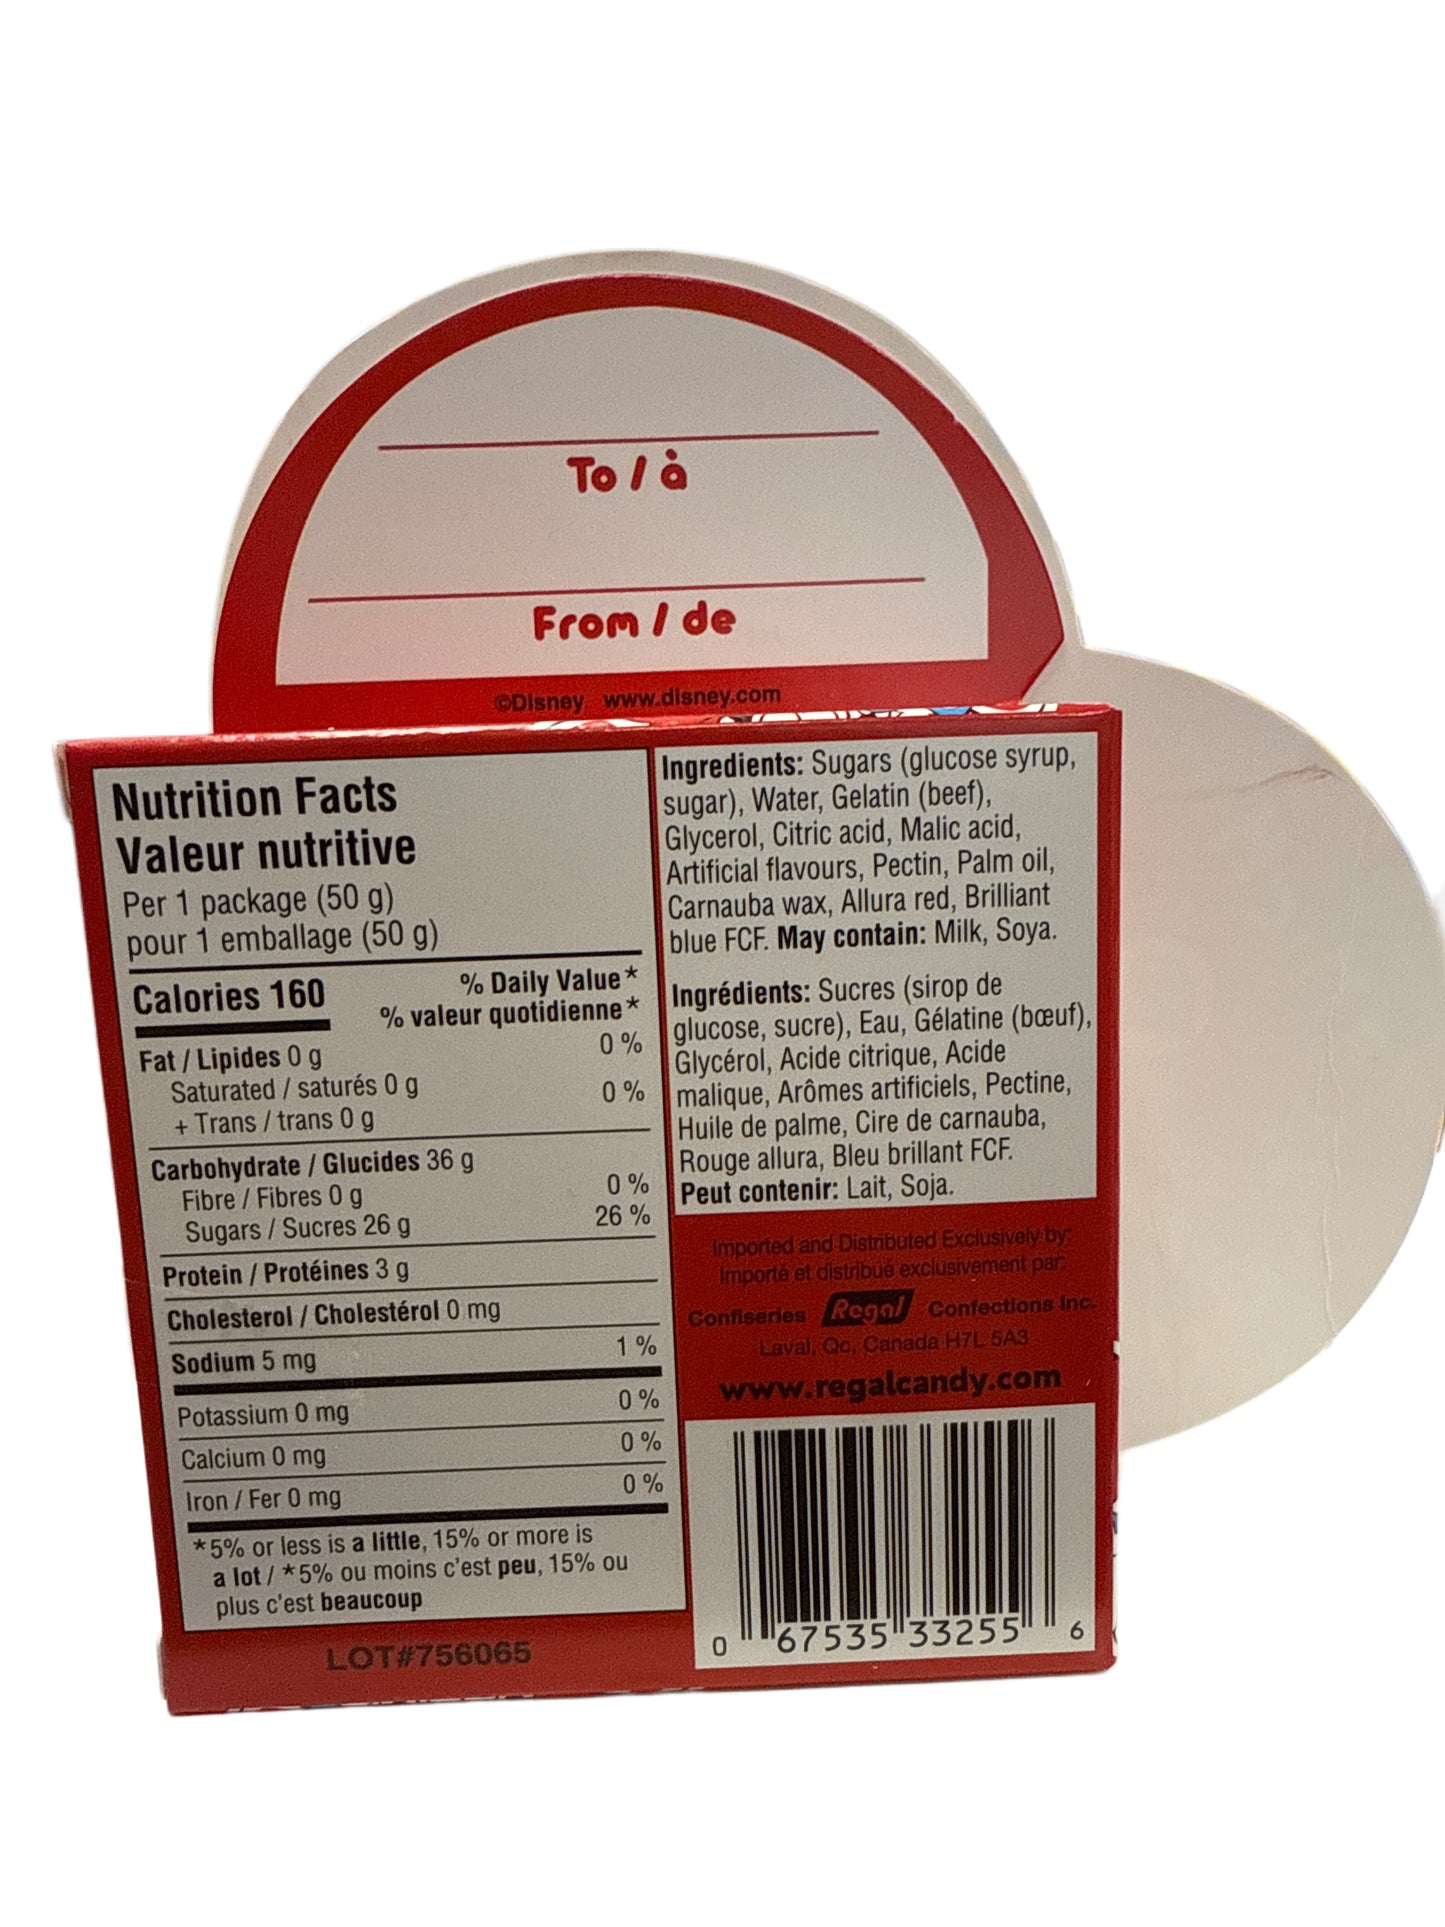 To / à
From / de
©Disney www.disney.com
Nutrition Facts
Valeur nutritive
Per 1 package (50 g)
pour 1 emballage (50 g)
Calories 160
% Daily Value*
% valeur quotidienne*
Fat / Lipides 0 g 0 %
Saturated / saturés 0 g
+ Trans / trans 0 g 0 %
Carbohydrate / Glucides 36 g
Fibre / Fibres 0 g 0 %
Sugars / Sucres 26 g 26 %
Protein / Protéines 3 g
Cholesterol / Cholestérol 0 mg
Sodium 5 mg 1 %
Potassium 0 mg 0 %
Calcium 0 mg 0 %
Iron / Fer 0 mg 0 %
*5% or less is a little, 15% or more is
a lot / *5% ou moins c'est peu, 15% ou
plus c'est beaucoup
LOT#756065
Ingredients: Sugars (glucose syrup,
sugar), Water, Gelatin (beef),
Glycerol, Citric acid, Malic acid,
Artificial flavours, Pectin, Palm oil,
Carnauba wax, Allura red, Brilliant
blue FCF. May contain: Milk, Soya.
Ingrédients: Sucres (sirop de
glucose, sucre), Eau, Gélatine (bœuf),
Glycérol, Acide citrique, Acide
malique, Arômes artificiels, Pectine,
Huile de palme, Cire de carnauba,
Rouge allura, Bleu brillant FCF.
Peut contenir: Lait, Soja.
Imported and Distributed Exclusively by:
Importé et distribué exclusivement par:
Confiseries Regal Confections Inc.
Laval, Qc, Canada H7L 5A3
www.regalcandy.com
0 67535 33255 6